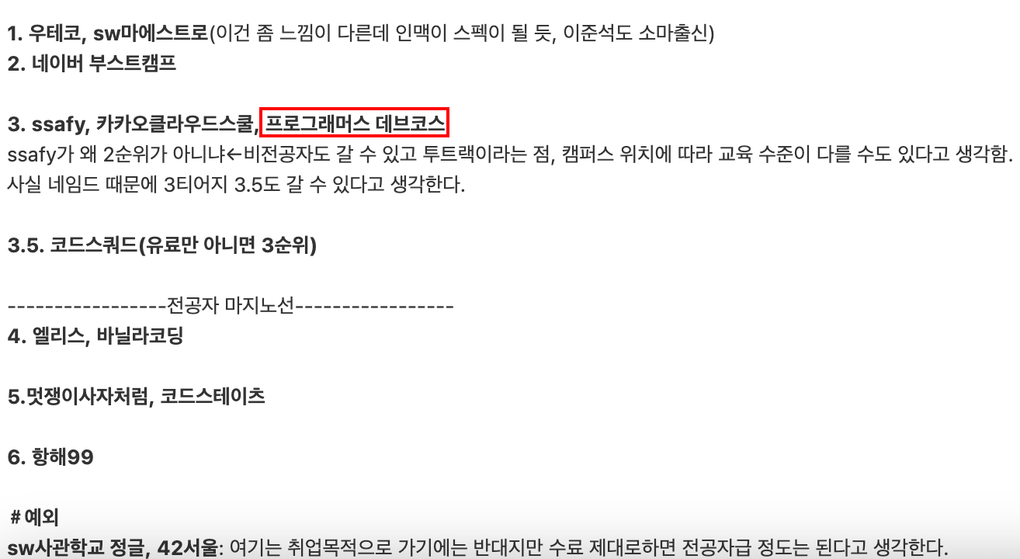 1. 우테코, sw마에스트로(이건 좀 느낌이 다른데 인맥이 스펙이 될 듯, 이준석도 소마출신)
2. 네이버 부스트캠프
3. ssafy, 카카오클라우드스쿨, 프로그래머스 데브코스
ssafy가 왜 2순위가 아니냐←비전공자도 갈 수 있고 투트랙이라는 점, 캠퍼스 위치에 따라 교육 수준이 다를 수도 있다고 생각함.
사실 네임드 때문에 3티어지 3.5도 갈 수 있다고 생각한다.
3.5. 코드스쿼드(유료만 아니면 3순위)
-----------------전공자 마지노선-----------------
4. 엘리스, 바닐라코딩
5.멋쟁이사자처럼, 코드스테이츠
6. 항해99
#예외
sw사관학교 정글, 42서울: 여기는 취업목적으로 가기에는 반대지만 수료 제대로하면 전공자급 정도는 된다고 생각한다.